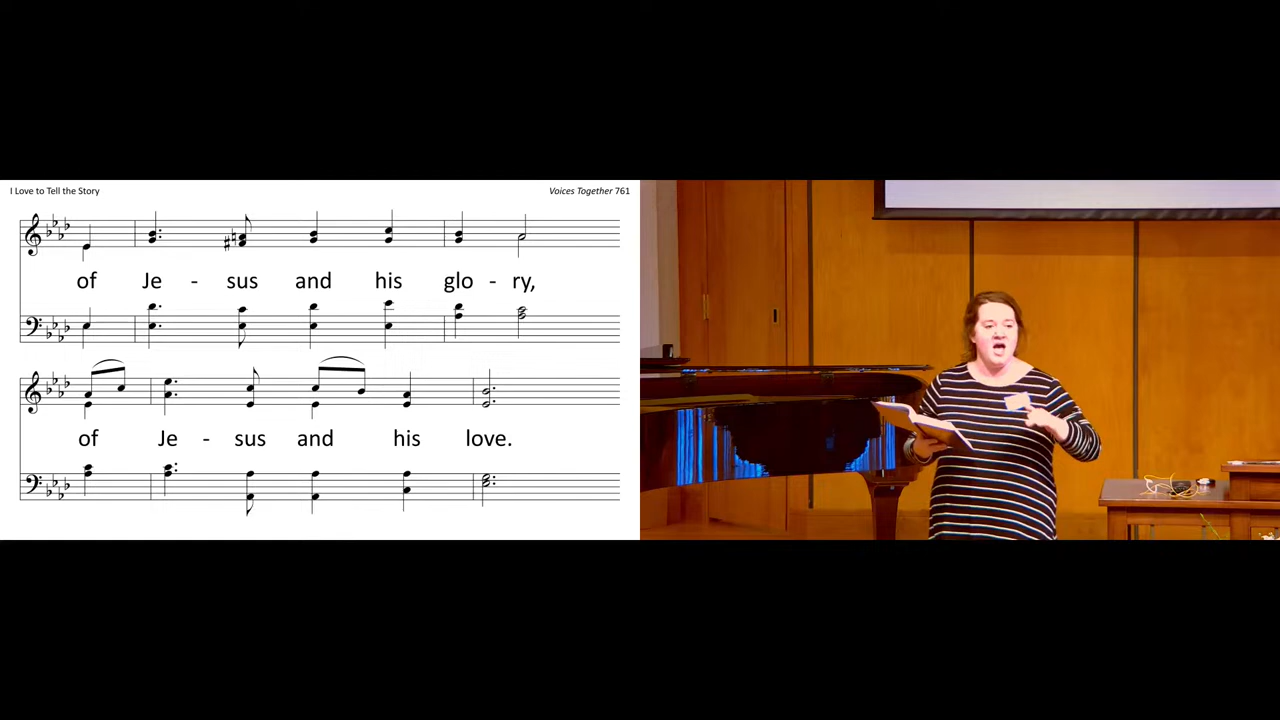 I Love to Tell the Story
Voices Together 761
of Je - sus and his glo - ry,
of Je - sus and his love.